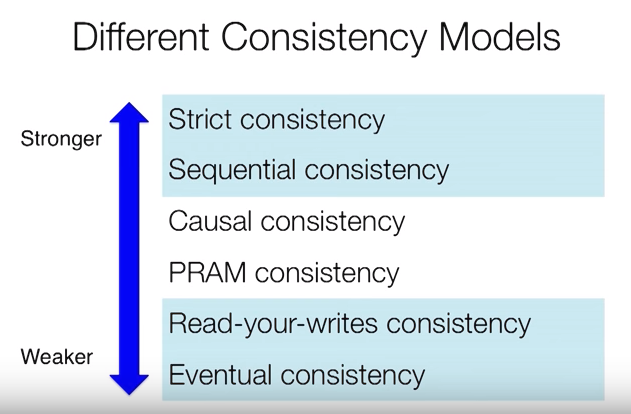 Different Consistency Models
Stronger
Strict consistency
Sequential consistency
Causal consistency
PRAM consistency
Read-your-writes consistency
Weaker
Eventual consistency